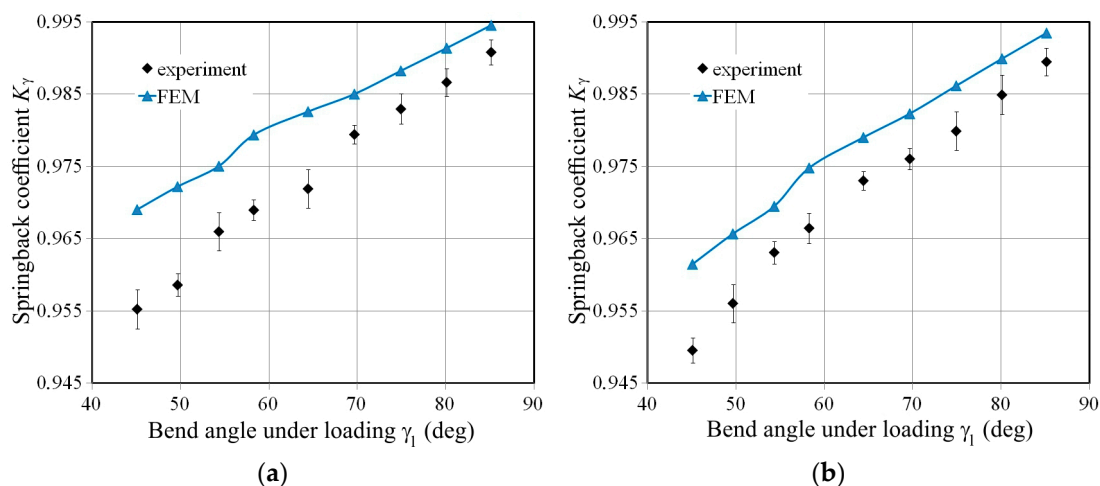 Springback coefficient Kγ
0.995
0.985
0.975
0.965
0.955
0.945
experiment
FEM
40 50 60 70 80 90
Bend angle under loading γl (deg)
(a)
Springback coefficient Kγ
0.995
0.985
0.975
0.965
0.955
0.945
experiment
FEM
40 50 60 70 80 90
Bend angle under loading γl (deg)
(b)